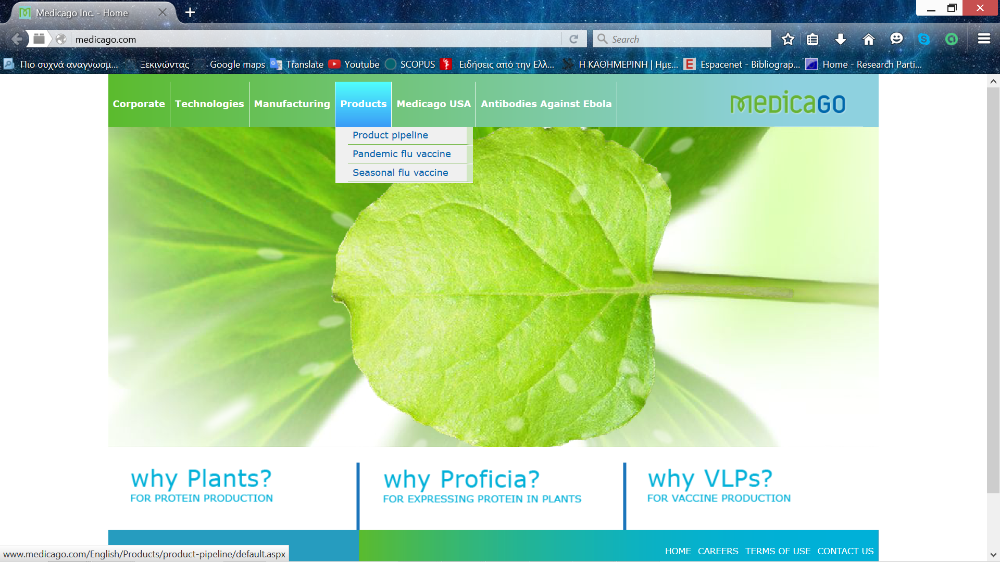 Medicago Inc. - Home
medicago.com
Search
Πιο συχνά αναγνωσμ...
Ξεκινώντας
Google maps
Translate
Youtube
SCOPUS
Ειδήσεις από την Ελλ...
Η ΚΑΘΗΜΕΡΙΝΗ | Ημε...
Espacenet - Bibliograp...
Home - Research Parti...
Corporate
Technologies
Manufacturing
Products
Medicago USA
Antibodies Against Ebola
medicaGO
Product pipeline
Pandemic flu vaccine
Seasonal flu vaccine
why Plants?
FOR PROTEIN PRODUCTION
why Proficia?
FOR EXPRESSING PROTEIN IN PLANTS
why VLPs?
FOR VACCINE PRODUCTION
HOME CAREERS TERMS OF USE CONTACT US
www.medicago.com/English/Products/product-pipeline/default.aspx